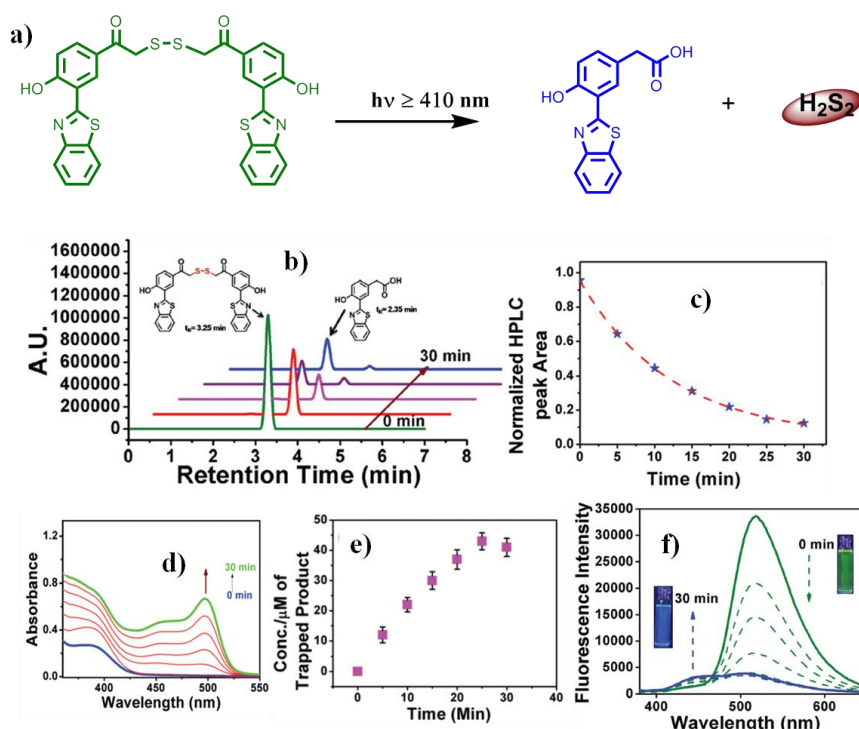 a)
O
S-S
O
HO
OH
N
S
S
N
hν ≥ 410 nm
OH
O
HO
N
S
+
H₂S₂
b)
1600000
1400000
1200000
1000000
800000
600000
400000
200000
0
A.U.
0
1
2
3
4
5
6
7
8
Retention Time (min)
O
S-S
O
HO
OH
N
S
S
N
tR= 3.25 min
OH
O
HO
N
S
tR= 2.35 min
30 min
0 min
c)
1.0
0.8
0.6
0.4
0.2
0.0
Normalized HPLC
peak Area
0
5
10
15
20
25
30
Time (min)
d)
1.2
0.8
0.4
0.0
Absorbance
30 min
0 min
400
450
500
550
Wavelength (nm)
e)
50
40
30
20
10
0
Conc./μM of
Trapped Product
0
10
20
30
40
Time (Min)
f)
35000
30000
25000
20000
15000
10000
5000
0
Fluorescence Intensity
0 min
30 min
400
500
600
Wavelength (nm)